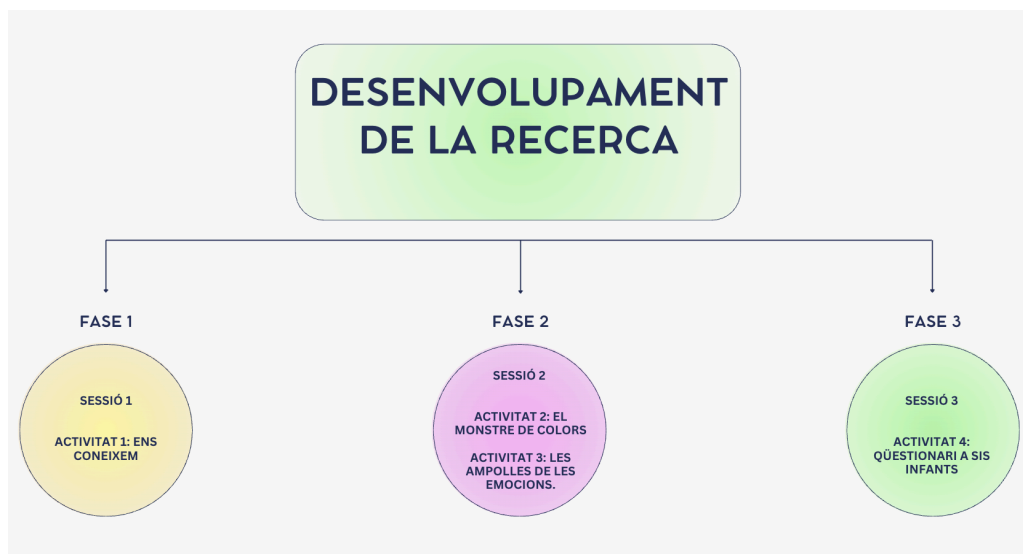 DESENVOLUPAMENT
DE LA RECERCA
FASE 1
SESSIÓ 1
ACTIVITAT 1: ENS
CONEIXEM
FASE 2
SESSIÓ 2
ACTIVITAT 2: EL
MONSTRE DE COLORS
ACTIVITAT 3: LES
AMPOLLES DE LES
EMOCIONS.
FASE 3
SESSIÓ 3
ACTIVITAT 4:
QÜESTIONARI A SIS
INFANTS